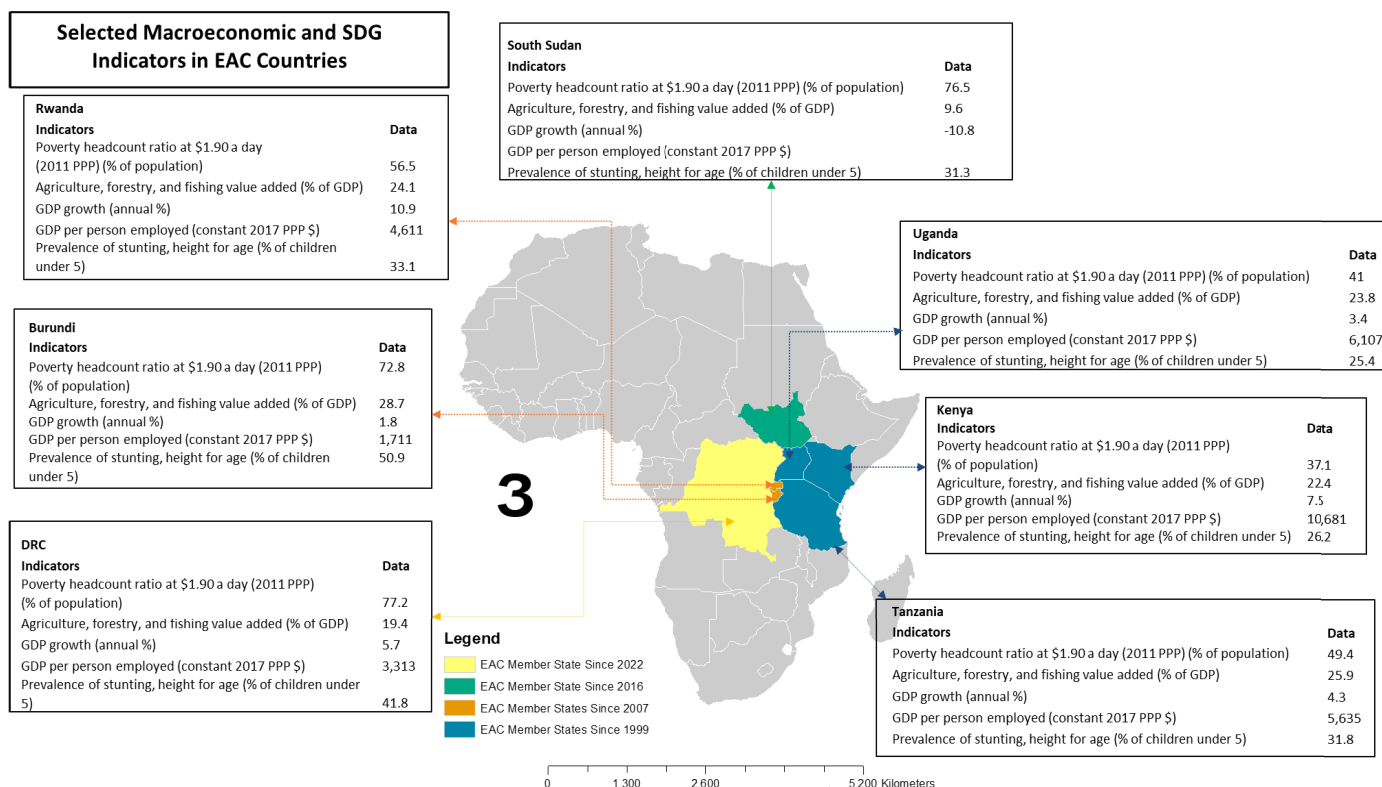 Selected Macroeconomic and SDG
Indicators in EAC Countries
Rwanda
Indicators Data
Poverty headcount ratio at $1.90 a day
(2011 PPP) (% of population) 56.5
Agriculture, forestry, and fishing value added (% of GDP) 24.1
GDP growth (annual %) 10.9
GDP per person employed (constant 2017 PPP $) 4,611
Prevalence of stunting, height for age (% of children
under 5) 33.1
South Sudan
Indicators Data
Poverty headcount ratio at $1.90 a day (2011 PPP) (% of population) 76.5
Agriculture, forestry, and fishing value added (% of GDP) 9.6
GDP growth (annual %) -10.8
GDP per person employed (constant 2017 PPP $)
Prevalence of stunting, height for age (% of children under 5) 31.3
Uganda
Indicators Data
Poverty headcount ratio at $1.90 a day (2011 PPP) (% of population) 41
Agriculture, forestry, and fishing value added (% of GDP) 23.8
GDP growth (annual %) 3.4
GDP per person employed (constant 2017 PPP $) 6,107
Prevalence of stunting, height for age (% of children under 5) 25.4
Burundi
Indicators Data
Poverty headcount ratio at $1.90 a day (2011 PPP) 72.8
(% of population)
Agriculture, forestry, and fishing value added (% of GDP) 28.7
GDP growth (annual %) 1.8
GDP per person employed (constant 2017 PPP $) 1,711
Prevalence of stunting, height for age (% of children 50.9
under 5)
Kenya
Indicators Data
Poverty headcount ratio at $1.90 a day (2011 PPP)
(% of population) 37.1
Agriculture, forestry, and fishing value added (% of GDP) 22.4
GDP growth (annual %) 7.5
GDP per person employed (constant 2017 PPP $) 10,681
Prevalence of stunting, height for age (% of children under 5) 26.2
3
DRC
Indicators Data
Poverty headcount ratio at $1.90 a day (2011 PPP)
(% of population) 77.2
Agriculture, forestry, and fishing value added (% of GDP) 19.4
GDP growth (annual %) 5.7
GDP per person employed (constant 2017 PPP $) 3,313
Prevalence of stunting, height for age (% of children under
5) 41.8
Tanzania
Indicators Data
Poverty headcount ratio at $1.90 a day (2011 PPP) (% of population) 49.4
Agriculture, forestry, and fishing value added (% of GDP) 25.9
GDP growth (annual %) 4.3
GDP per person employed (constant 2017 PPP $) 5,635
Prevalence of stunting, height for age (% of children under 5) 31.8
Legend
EAC Member State Since 2022
EAC Member State Since 2016
EAC Member States Since 2007
EAC Member States Since 1999
0 1,300 2,600 5,200 Kilometers